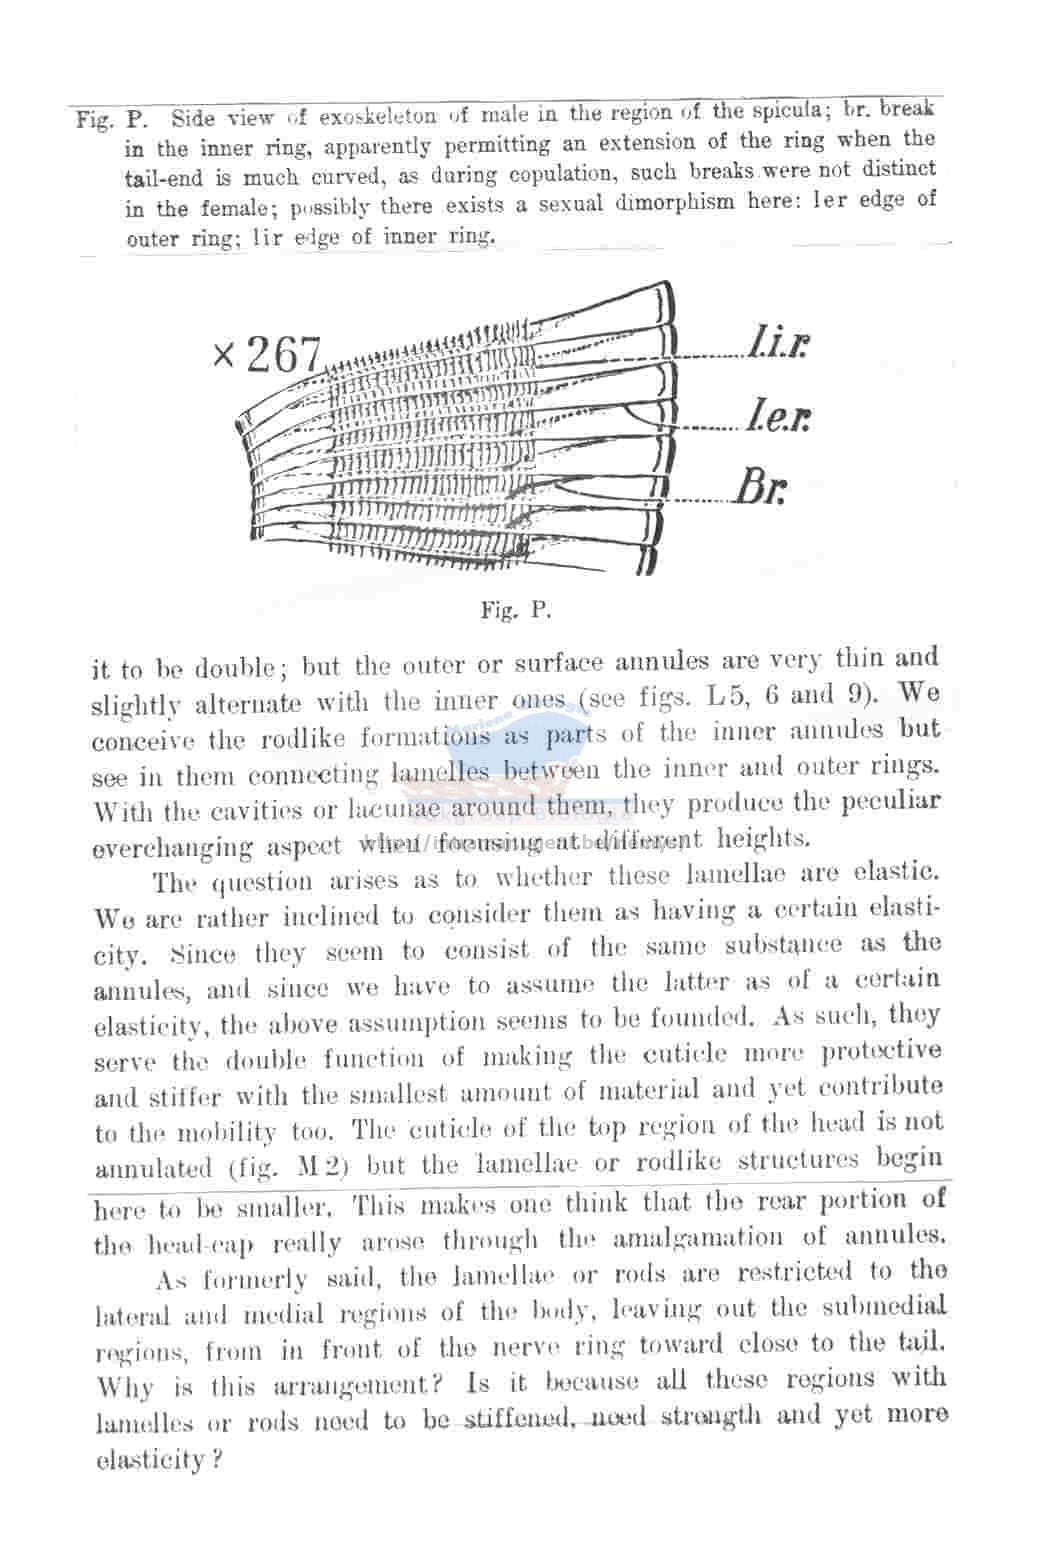 Fig. P. Side view of exoskeleton of male in the region of the spicula; br. break
in the inner ring, apparently permitting an extension of the ring when the
tail-end is much curved, as during copulation, such breaks were not distinct
in the female; possibly there exists a sexual dimorphism here: ler edge of
outer ring; lir edge of inner ring.
× 267
l.i.r.
l.e.r.
Br.
Fig. P.
it to be double; but the outer or surface annules are very thin and
slightly alternate with the inner ones (see figs. L 5, 6 and 9). We
conceive the rodlike formations as parts of the inner annules but
see in them connecting lamelles between the inner and outer rings.
With the cavities or lacunae around them, they produce the peculiar
everchanging aspect when focusing at different heights.
The question arises as to whether these lamellae are elastic.
We are rather inclined to consider them as having a certain elasti-
city. Since they seem to consist of the same substance as the
annules, and since we have to assume the latter as of a certain
elasticity, the above assumption seems to be founded. As such, they
serve the double function of making the cuticle more protective
and stiffer with the smallest amount of material and yet contribute
to the mobility too. The cuticle of the top region of the head is not
annulated (fig. M 2) but the lamellae or rodlike structures begin
here to be smaller. This makes one think that the rear portion of
the head-cap really arose through the amalgamation of annules.
As formerly said, the lamellae or rods are restricted to the
lateral and medial regions of the body, leaving out the submedial
regions, from in front of the nerve ring toward close to the tail.
Why is this arrangement? Is it because all these regions with
lamelles or rods need to be stiffened, need strength and yet more
elasticity?